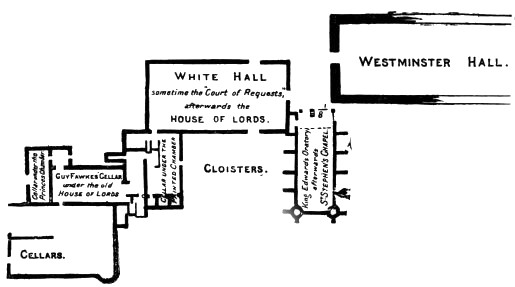 WESTMINSTER HALL.
WHITE HALL
sometime the "Court of Requests,"
afterwards the
HOUSE OF LORDS.
King Edwards Oratory
afterwards
St STEPHEN'S CHAPEL
CLOISTERS.
CELLAR UNDER THE
PAINTED CHAMBER
Cellar under the
Princes Chamber
GUY FAWKES' CELLAR
under the old
HOUSE OF LORDS
CELLARS.